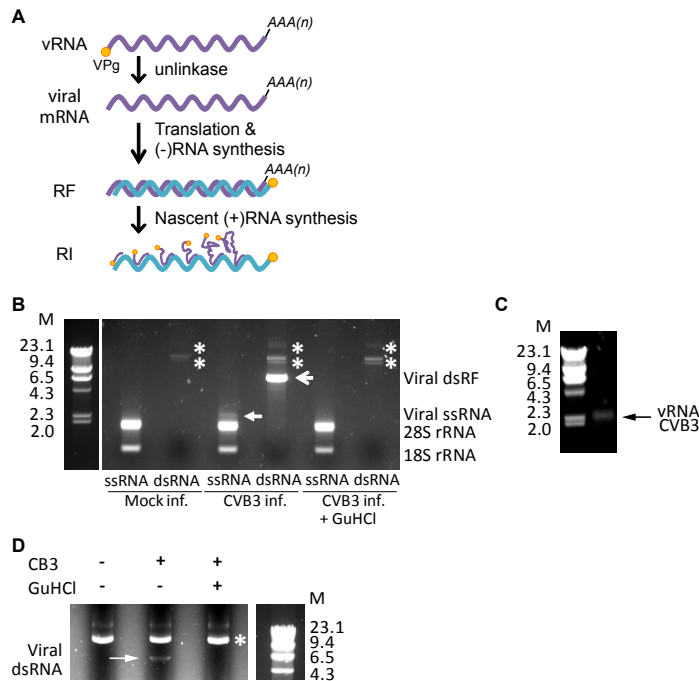 A
vRNA
AAA(n)
VPg
unlinkase
viral
mRNA
AAA(n)
Translation &
(-)RNA synthesis
RF
AAA(n)
Nascent (+)RNA synthesis
RI
B
M
23.1
9.4
6.5
4.3
2.3
2.0
*
*
*
*
*
*
Viral dsRF
Viral ssRNA
28S rRNA
18S rRNA
ssRNA dsRNA ssRNA dsRNA ssRNA dsRNA
Mock inf. CVB3 inf. CVB3 inf.
+ GuHCl
C
M
23.1
9.4
6.5
4.3
2.3
2.0
vRNA
CVB3
D
CB3 - + +
GuHCl - - +
M
Viral
dsRNA
*
23.1
9.4
6.5
4.3